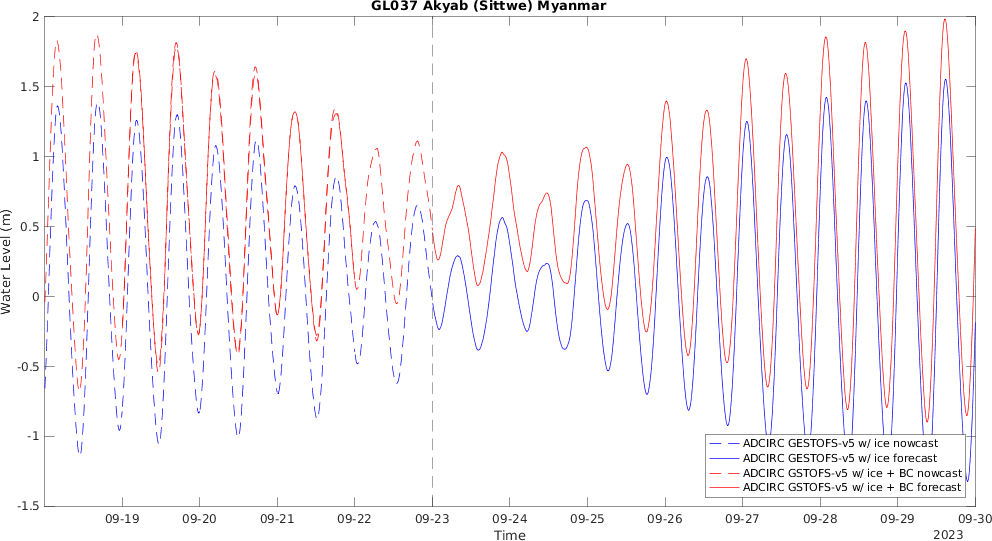 GL037 Akyab (Sittwe) Myanmar
2
1.5
1
0.5
0
-0.5
-1
-1.5
Water Level (m)
ADCIRC GESTOFS-v5 w/ ice nowcast
ADCIRC GESTOFS-v5 w/ ice forecast
ADCIRC GSTOFS-v5 w/ ice + BC nowcast
ADCIRC GSTOFS-v5 w/ ice + BC forecast
09-19 09-20 09-21 09-22 09-23 09-24 09-25 09-26 09-27 09-28 09-29 09-30
Time
2023